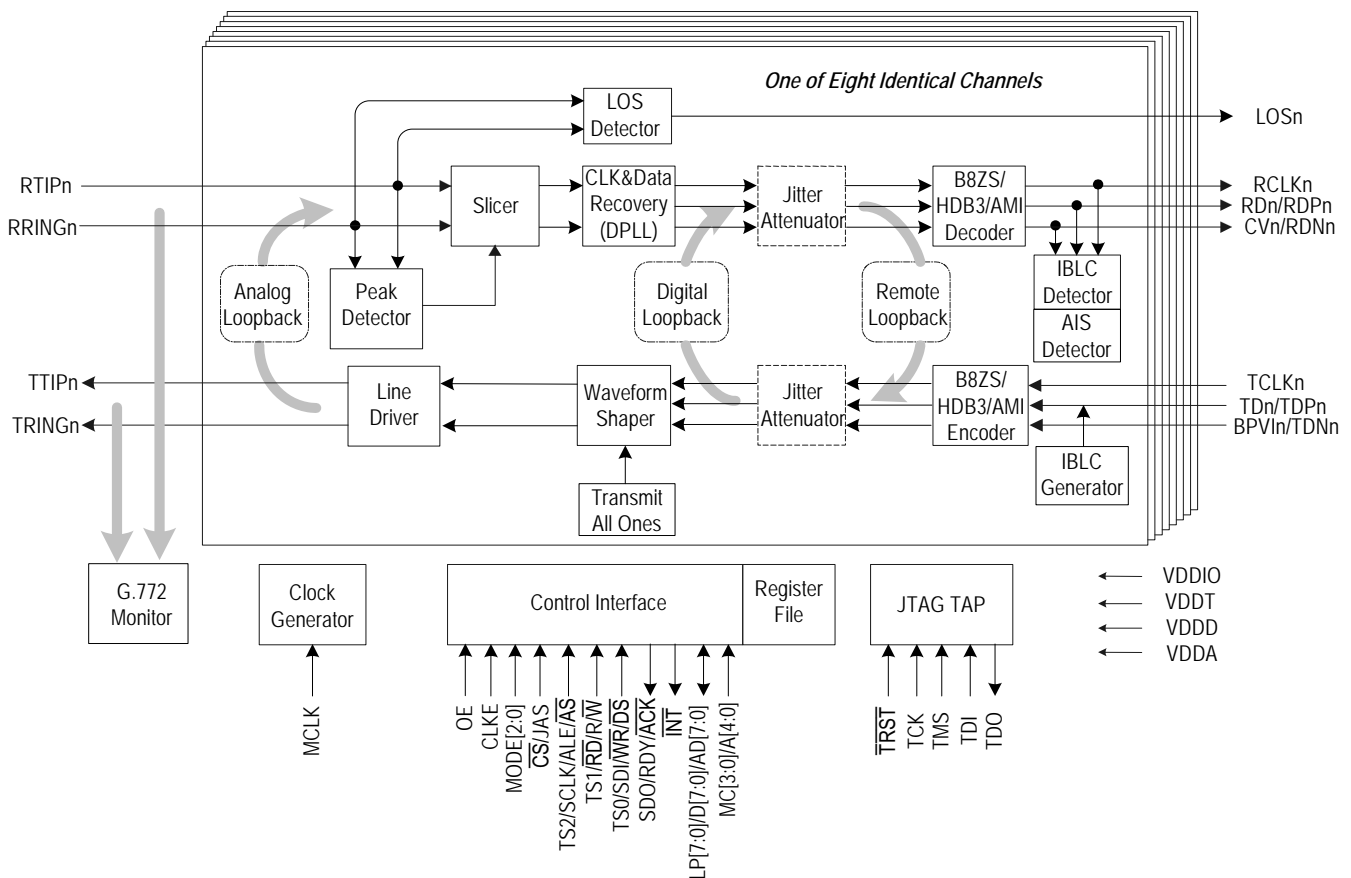 One of Eight Identical Channels
LOS
Detector
LOSn
RTIPn
RRINGn
Slicer
CLK&Data
Recovery
(DPLL)
Jitter
Attenuator
B8ZS/
HDB3/AMI
Decoder
RCLKn
RDn/RDPn
CVn/RDNn
Analog
Loopback
Peak
Detector
Digital
Loopback
Remote
Loopback
IBLC
Detector
AIS
Detector
TTIPn
TRINGn
Line
Driver
Waveform
Shaper
Jitter
Attenuator
B8ZS/
HDB3/AMI
Encoder
TCLKn
TDn/TDPn
BPVIn/TDNn
Transmit
All Ones
IBLC
Generator
G.772
Monitor
Clock
Generator
Control Interface
Register
File
JTAG TAP
VDDIO
VDDT
VDDD
VDDA
MCLK
OE
CLKE
MODE[2:0]
CS/JAS
TS2/SCLK/ALE/AS
TS1/RD/R/W
TS0/SDI/WR/DS
SDO/RDY/ACK
INT
LP[7:0]/D[7:0]/AD[7:0]
MC[3:0]/A[4:0]
TRST
TCK
TMS
TDI
TDO